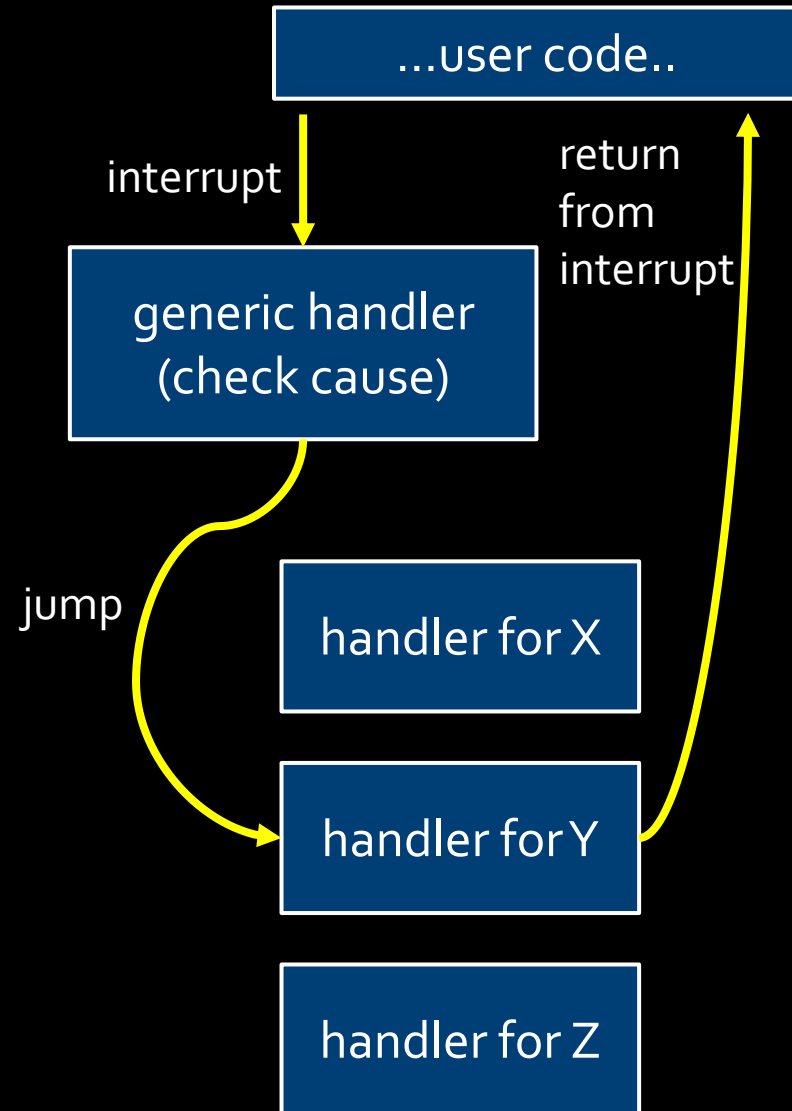 ...user code..
interrupt
return
from
interrupt
generic handler
(check cause)
jump
handler for X
handler for Y
handler for Z